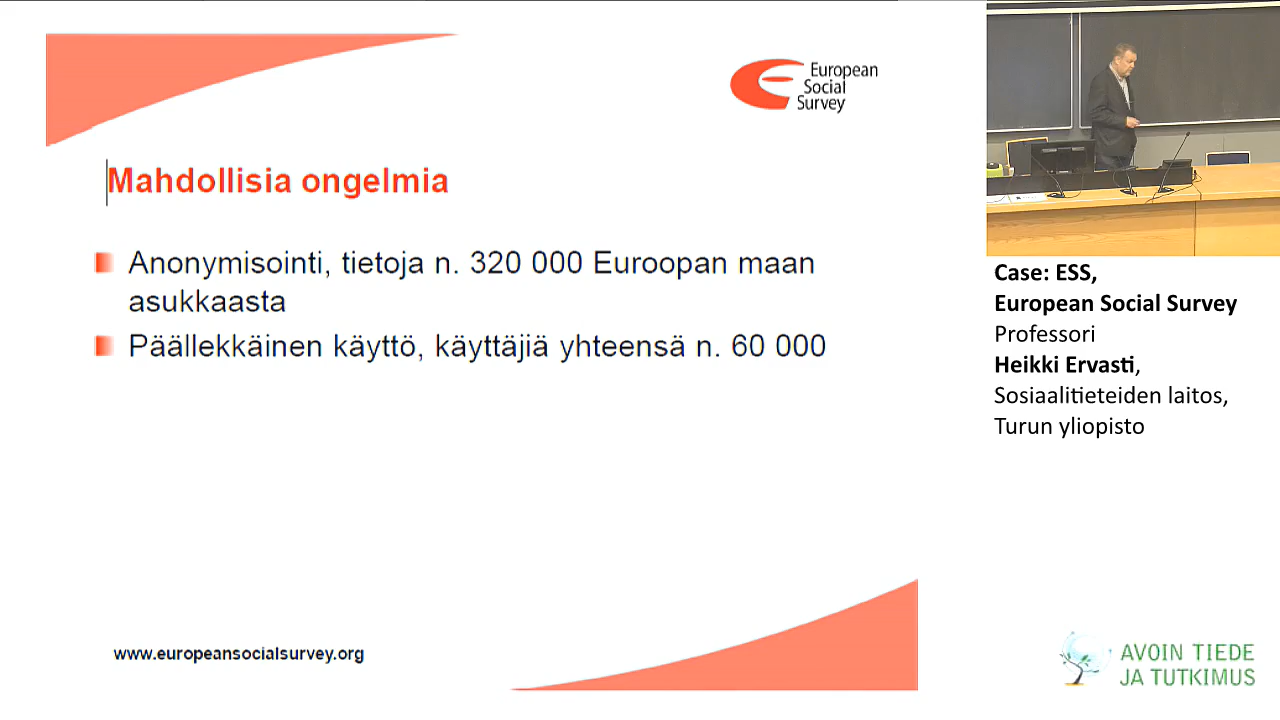 European
Social
Survey
Mahdollisia ongelmia
Anonymisointi, tietoja n. 320 000 Euroopan maan
asukkaasta
Päällekkäinen käyttö, käyttäjiä yhteensä n. 60 000
www.europeansocialsurvey.org
Case: ESS,
European Social Survey
Professori
Heikki Ervasti,
Sosiaalitieteiden laitos,
Turun yliopisto
AVOIN TIEDE
JA TUTKIMUS